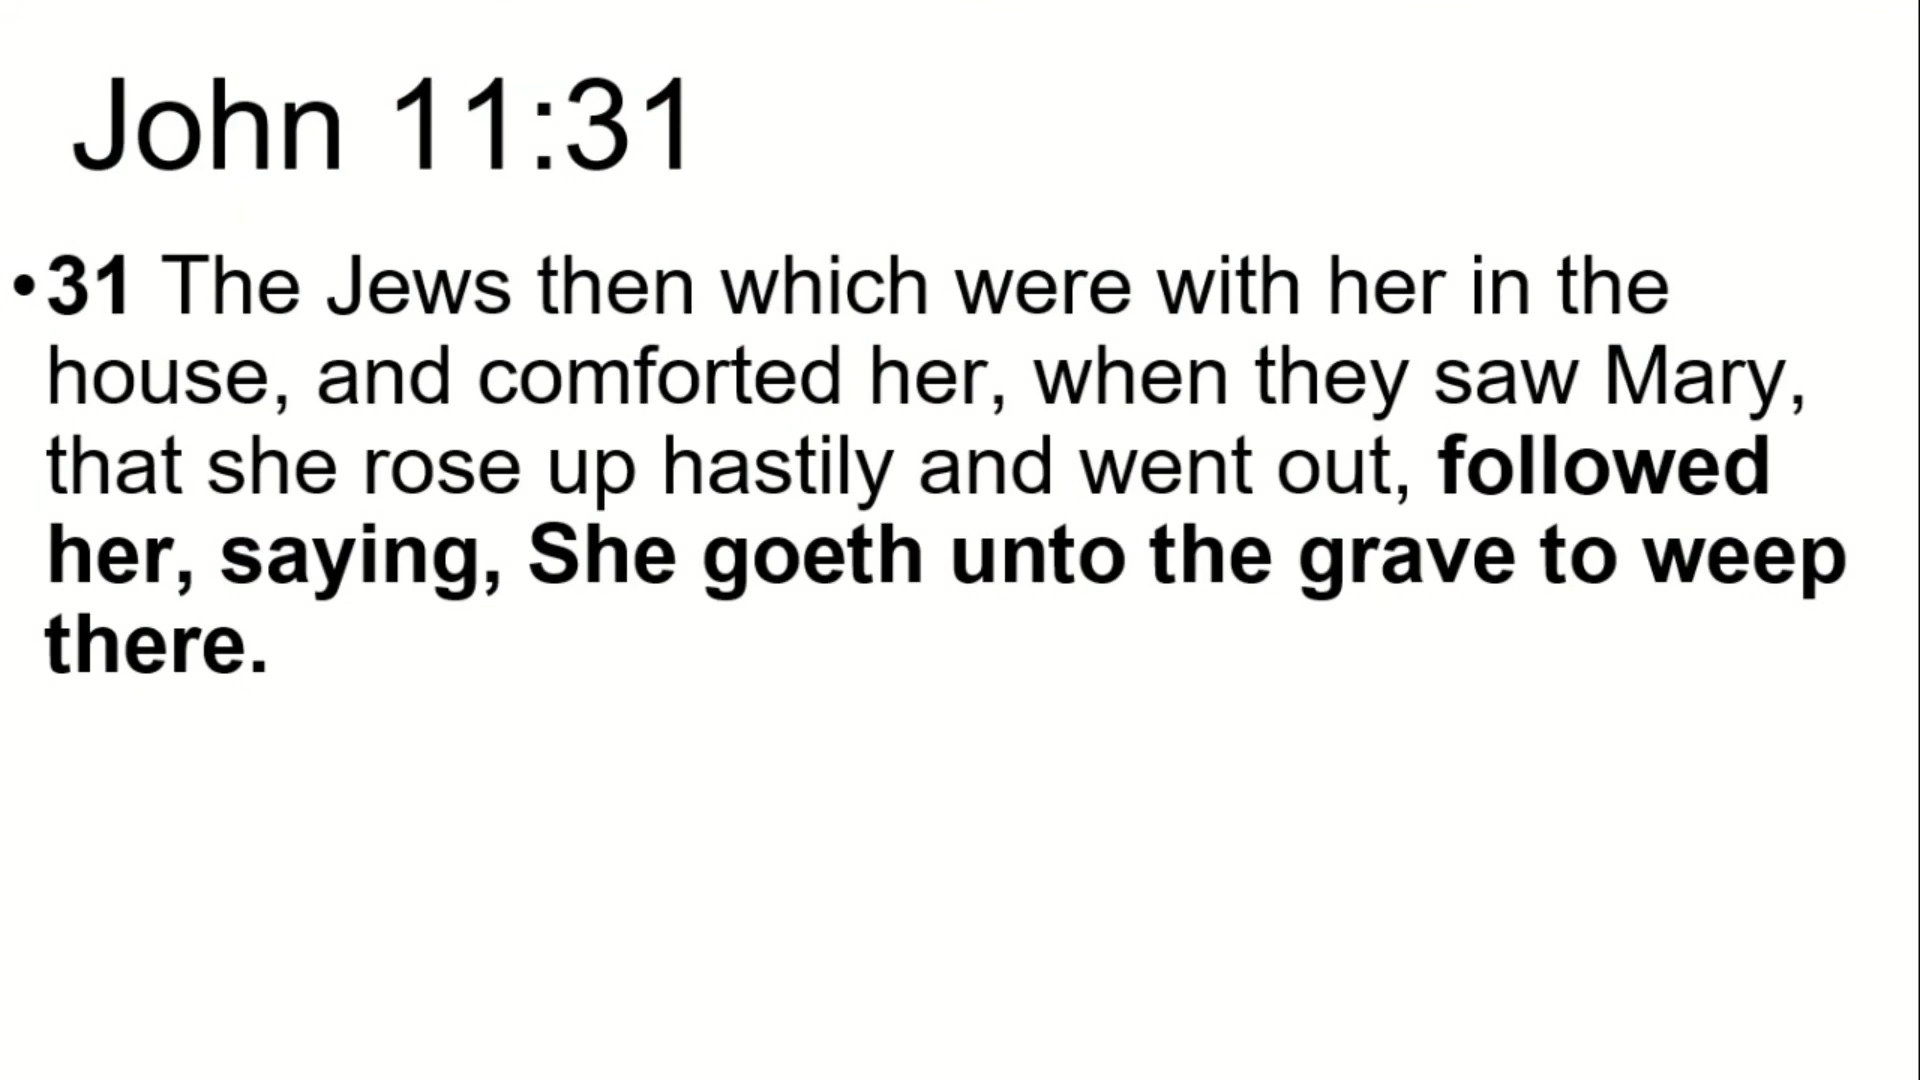 John 11:31
•31 The Jews then which were with her in the
house, and comforted her, when they saw Mary,
that she rose up hastily and went out, followed
her, saying, She goeth unto the grave to weep
there.